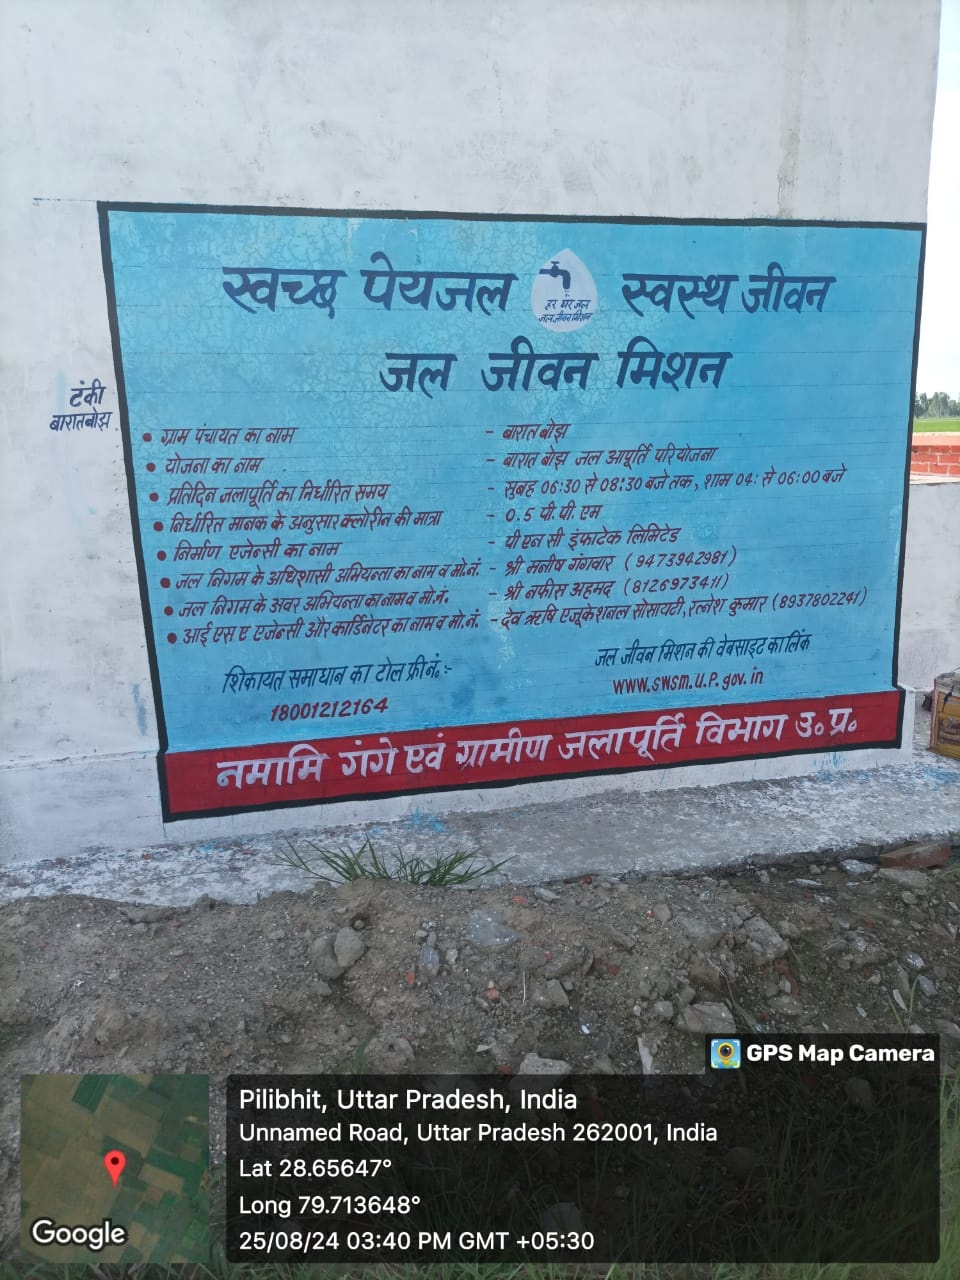 स्वच्छ पेयजल स्वस्थ जीवन
हर घर जल
जल जीवन मिशन
जल जीवन मिशन
टंकी
बारातबोझ
• ग्राम पंचायत का नाम - बारात बोझ
• योजना का नाम - बारात बोझ जल आपूर्ति परियोजना
• प्रतिदिन जलापूर्ति का निर्धारित समय - सुबह 06:30 से 08:30 बजे तक, शाम 04: से 06:00 बजे
• निर्धारित मानक के अनुसार क्लोरीन की मात्रा - 0.5 पी. पी. एम
• निर्माण एजेन्सी का नाम - पी एन सी इंफाटेक लिमिटेड
• जल निगम के अधिशासी अभियन्ता का नाम व मो.नं. - श्री मनीष गंगवार (9473942981)
• जल निगम के अवर अभियन्ता का नाम व मो.नं. - श्री नफीस अहमद (8126973411)
• आई एस ए एजेन्सी और कार्डिनेटर का नाम व मो.नं. - देव ऋषि एजूकेशनल सोसायटी, रत्नेश कुमार (8937802241)
शिकायत समाधान का टोल फ्री नं. :-
18001212164
जल जीवन मिशन की वेबसाइट का लिंक
www.swsm.u.p.gov.in
नमामि गंगे एवं ग्रामीण जलापूर्ति विभाग उ॰ प्र॰
GPS Map Camera
Pilibhit, Uttar Pradesh, India
Unnamed Road, Uttar Pradesh 262001, India
Lat 28.65647°
Long 79.713648°
25/08/24 03:40 PM GMT +05:30
Google